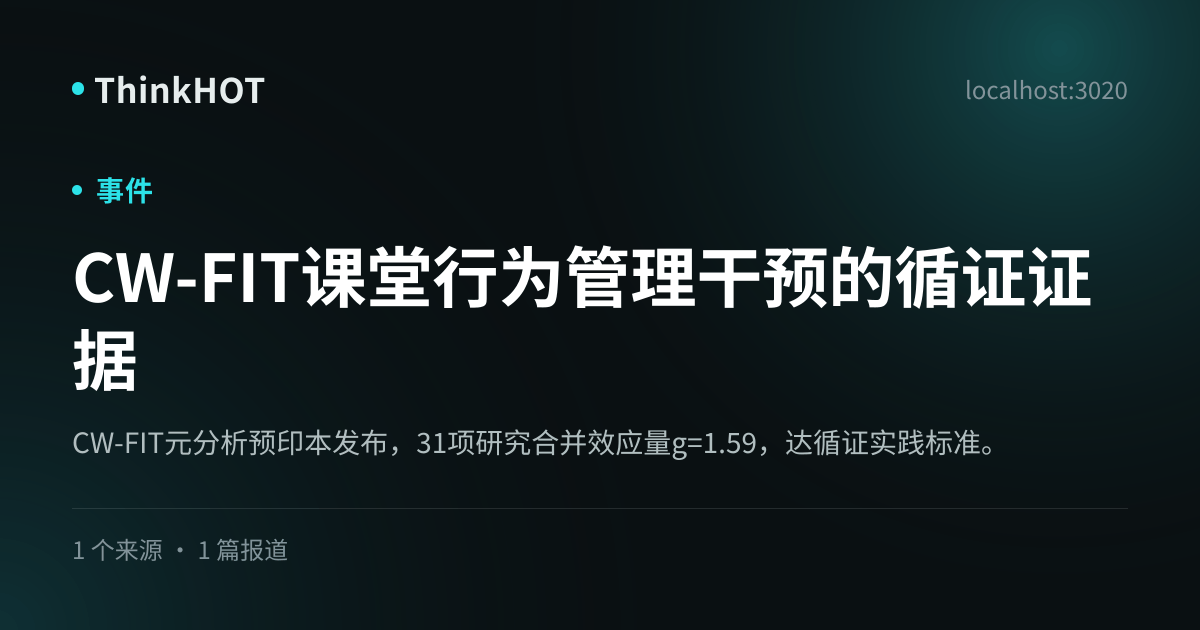 ThinkHOT
localhost:3020
事件
CW-FIT课堂行为管理干预的循证证
据
CW-FIT元分析预印本发布，31项研究合并效应量g=1.59，达循证实践标准。
1 个来源 · 1 篇报道